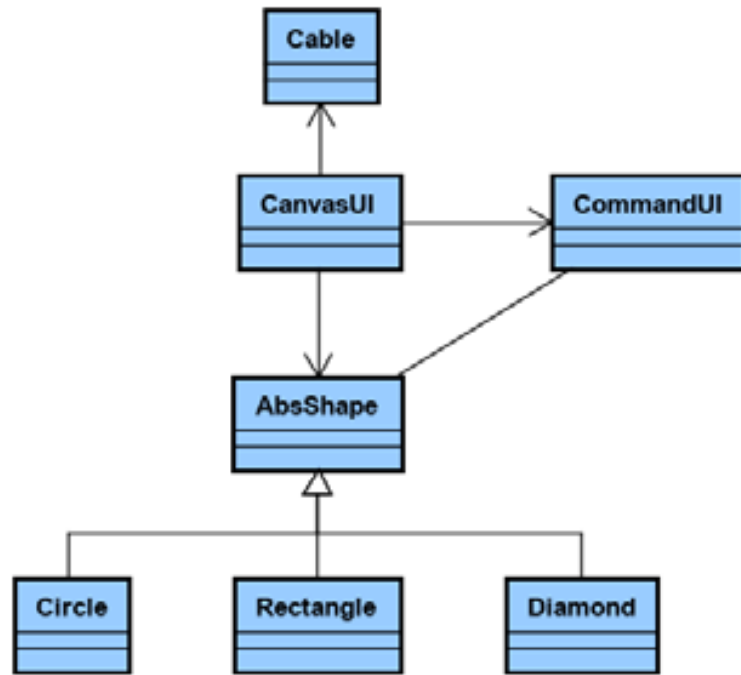 Cable
CanvasUI
CommandUI
AbsShape
Circle
Rectangle
Diamond